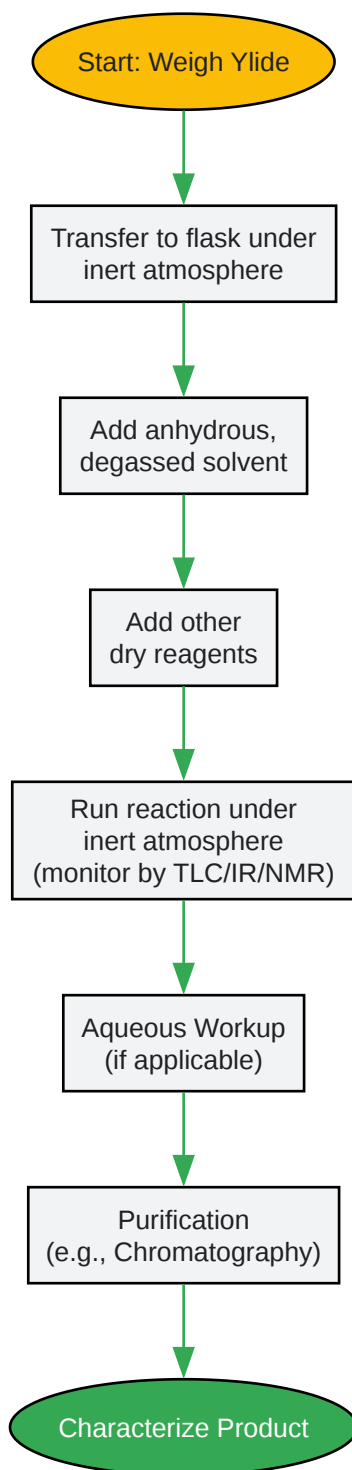 Start: Weigh Ylide
Transfer to flask under
inert atmosphere
Add anhydrous,
degassed solvent
Add other
dry reagents
Run reaction under
inert atmosphere
(monitor by TLC/IR/NMR)
Aqueous Workup
(if applicable)
Purification
(e.g., Chromatography)
Characterize Product